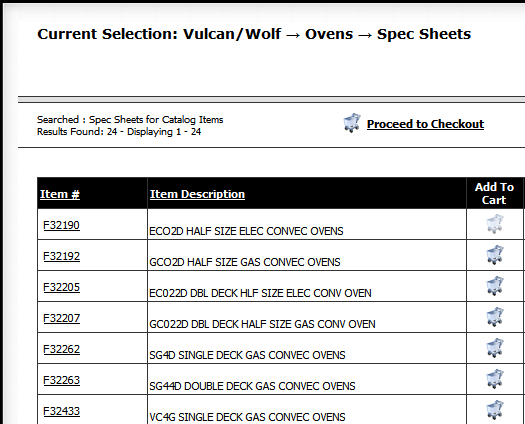 Current Selection: Vulcan/Wolf → Ovens → Spec Sheets
Searched : Spec Sheets for Catalog Items
Results Found: 24 - Displaying 1 - 24
Proceed to Checkout
Item # Item Description Add To Cart
F32190 ECO2D HALF SIZE ELEC CONVEC OVENS
F32192 GCO2D HALF SIZE GAS CONVEC OVENS
F32205 EC022D DBL DECK HLF SIZE ELEC CONV OVEN
F32207 GC022D DBL DECK HALF SIZE GAS CONV OVEN
F32262 SG4D SINGLE DECK GAS CONVEC OVENS
F32263 SG44D DOUBLE DECK GAS CONVEC OVENS
F32433 VC4G SINGLE DECK GAS CONVEC OVENS